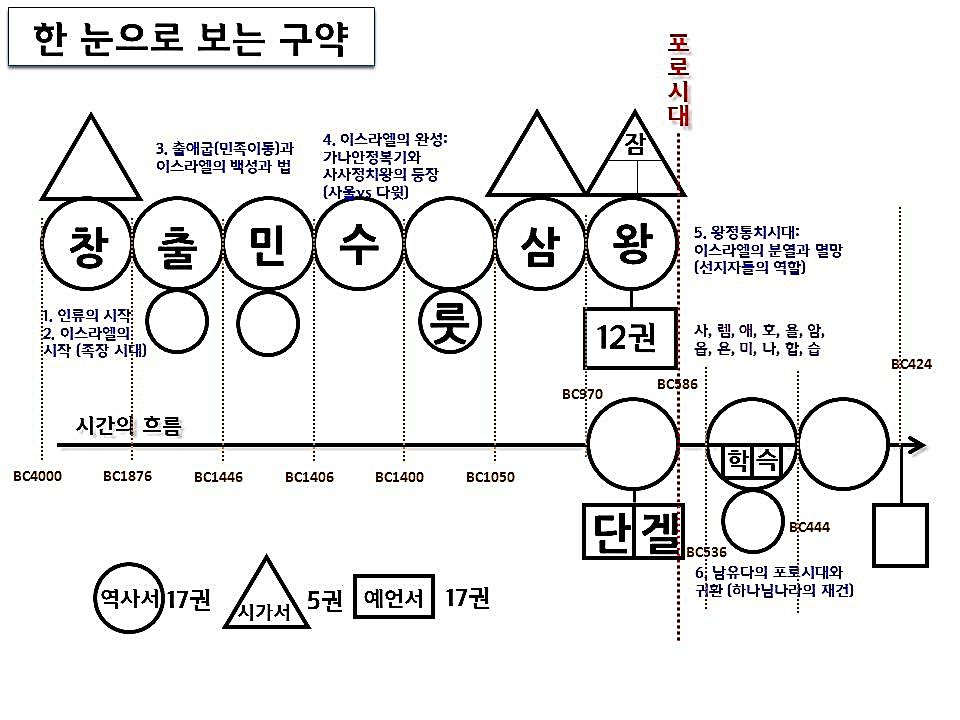 한 눈으로 보는 구약
포로시대
3. 출애굽(민족이동)과
이스라엘의 백성과 법
4. 이스라엘의 완성:
가나안정복기와
사사정치왕의 등장
(사울vs 다윗)
잠
창
출
민
수
삼
왕
5. 왕정통치시대:
이스라엘의 분열과 멸망
(선지자들의 역할)
1. 인류의 시작
2. 이스라엘의
시작 (족장 시대)
룻
12권
사, 렘, 애, 호, 욜, 암,
옵, 욘, 미, 나, 합, 습
BC424
BC586
BC970
시간의 흐름
학 슥
BC4000
BC1876
BC1446
BC1406
BC1400
BC1050
단 겔
BC444
BC536
6. 남유다의 포로시대와
귀환 (하나님나라의 재건)
역사서 17권
시가서 5권
예언서 17권